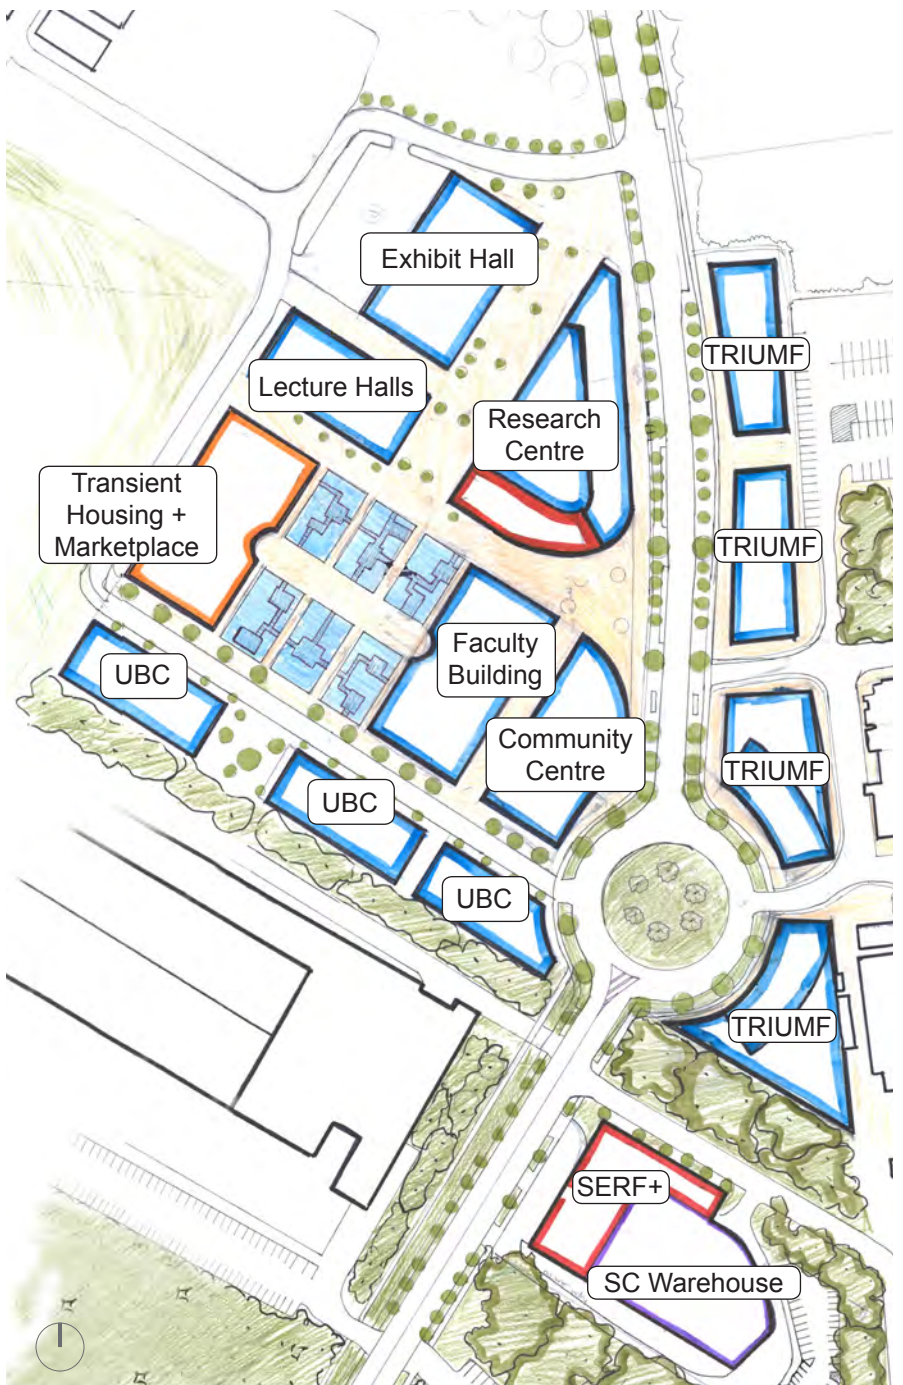 Exhibit Hall
TRIUMF
Lecture Halls
Research
Centre
Transient
Housing +
Marketplace
TRIUMF
Faculty
Building
UBC
Community
Centre
TRIUMF
UBC
UBC
TRIUMF
SERF+
SC Warehouse